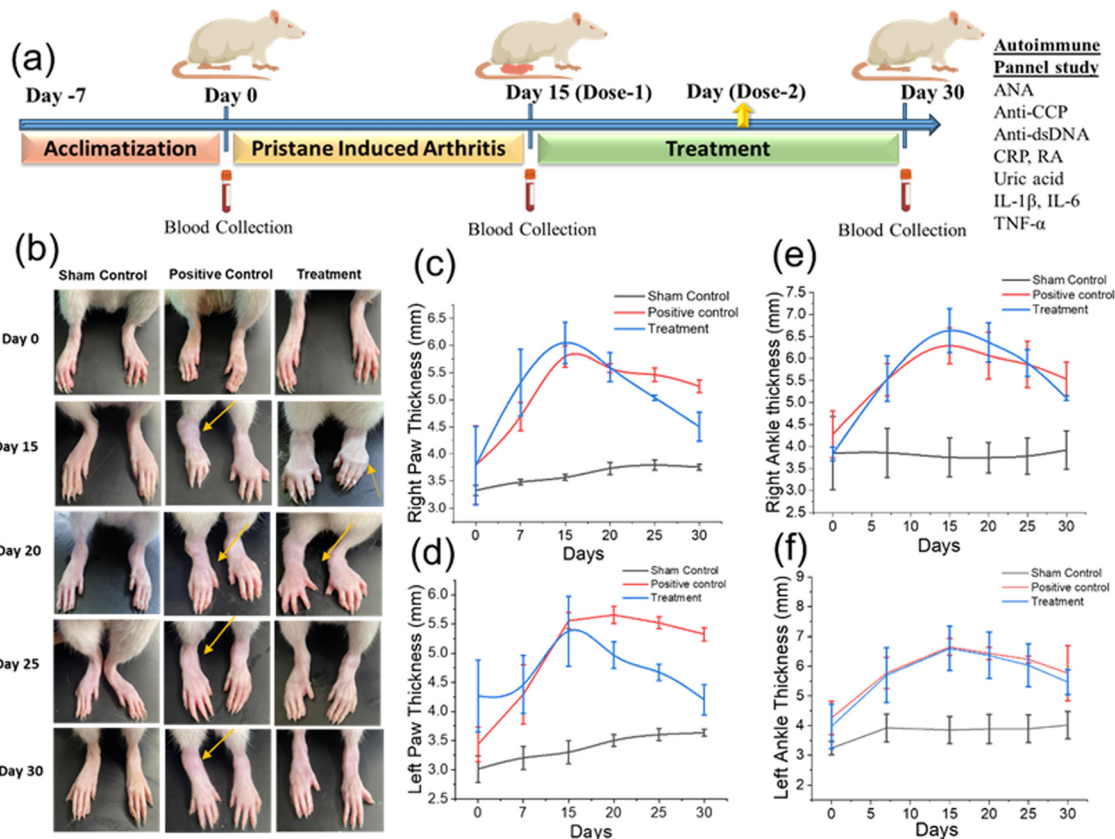 (a)
Day -7
Day 0
Day 15 (Dose-1)
Day (Dose-2)
Day 30
Acclimatization
Pristane Induced Arthritis
Treatment
Blood Collection
Blood Collection
Blood Collection
Autoimmune
Pannel study
ANA
Anti-CCP
Anti-dsDNA
CRP, RA
Uric acid
IL-1β, IL-6
TNF-α
(b)
Sham Control
Positive Control
Treatment
Day 0
Day 15
Day 20
Day 25
Day 30
(c)
Sham Control
Positive control
Treatment
Right Paw Thickness (mm)
7.0
6.5
6.0
5.5
5.0
4.5
4.0
3.5
3.0
0
7
15
20
25
30
Days
(e)
Sham Control
Positive control
Treatment
Right Ankle thickness (mm)
7.5
7.0
6.5
6.0
5.5
5.0
4.5
4.0
3.5
3.0
2.5
0
5
10
15
20
25
30
Days
(d)
Sham Control
Positive control
Treatment
Left Paw Thickness (mm)
6.0
5.5
5.0
4.5
4.0
3.5
3.0
2.5
0
7
15
20
25
30
Days
(f)
Sham Control
Positive control
Treatment
Left Ankle Thickness (mm)
9
8
7
6
5
4
3
2
1
0
5
10
15
20
25
30
Days